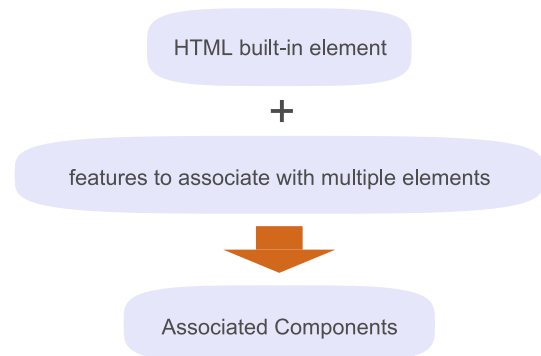 HTML built-in element
+
features to associate with multiple elements
Associated Components